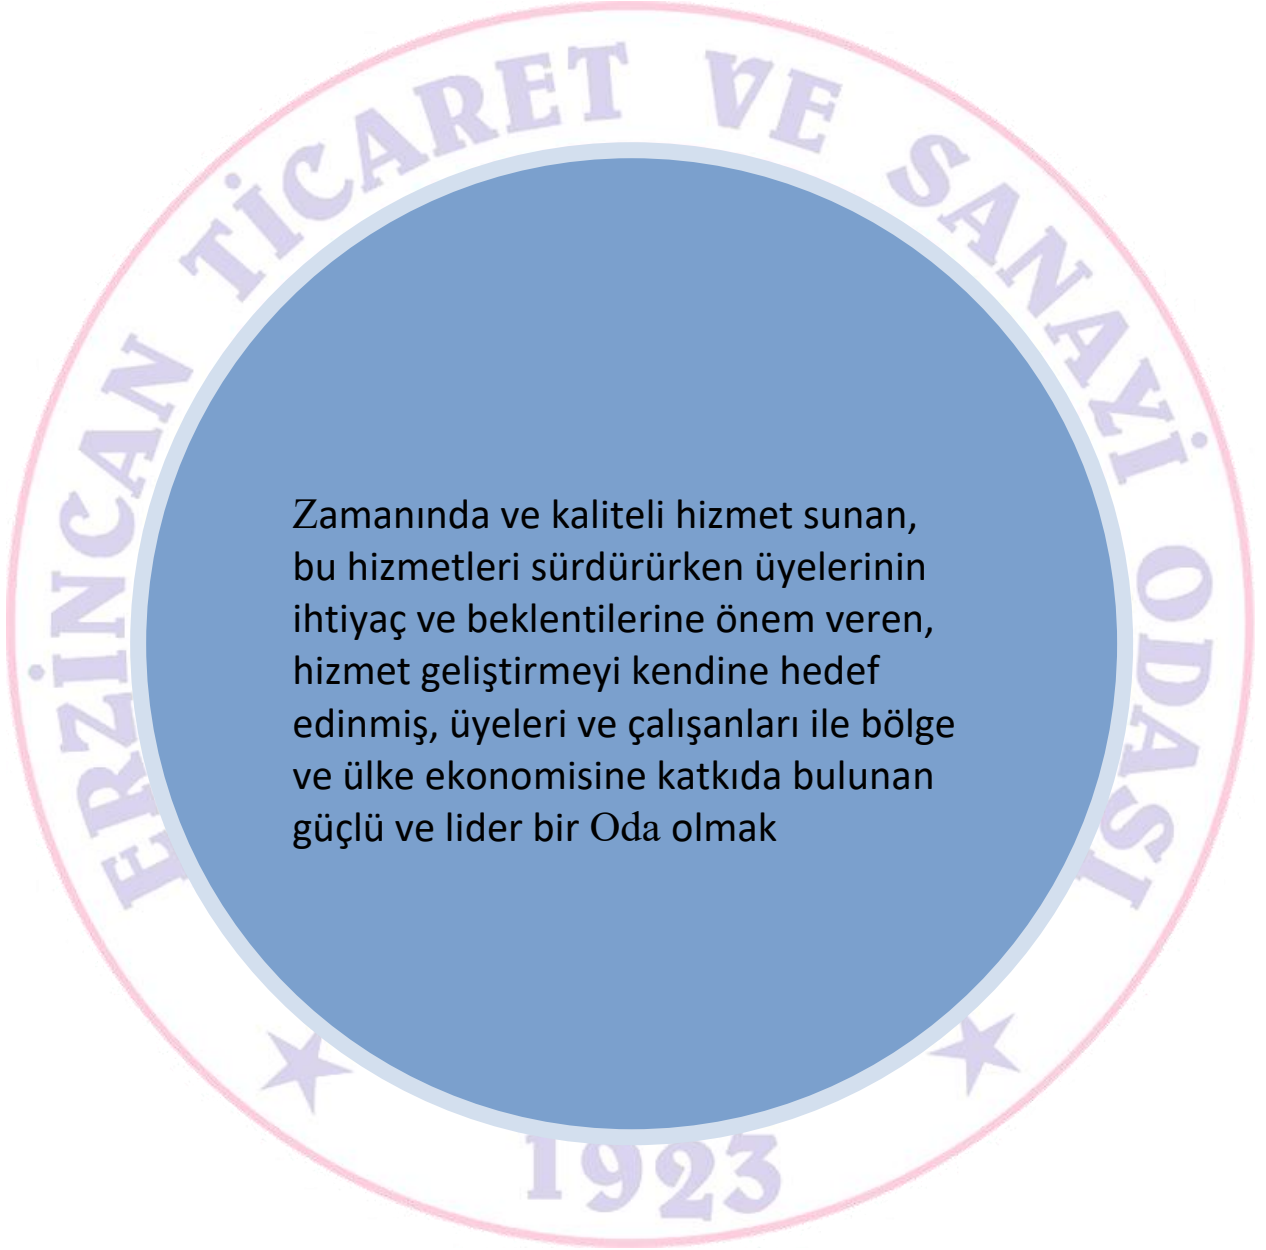 ERZİNCAN TİCARET VE SANAYİ ODASI
Zamanında ve kaliteli hizmet sunan,
bu hizmetleri sürdürürken üyelerinin
ihtiyaç ve beklentilerine önem veren,
hizmet geliştirmeyi kendine hedef
edinmiş, üyeleri ve çalışanları ile bölge
ve ülke ekonomisine katkıda bulunan
güçlü ve lider bir Oda olmak
1923